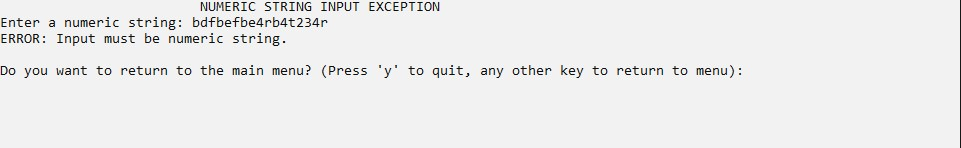 NUMERIC STRING INPUT EXCEPTION
Enter a numeric string: bdfbefbe4rb4t234r
ERROR: Input must be numeric string.
Do you want to return to the main menu? (Press 'y' to quit, any other key to return to menu):